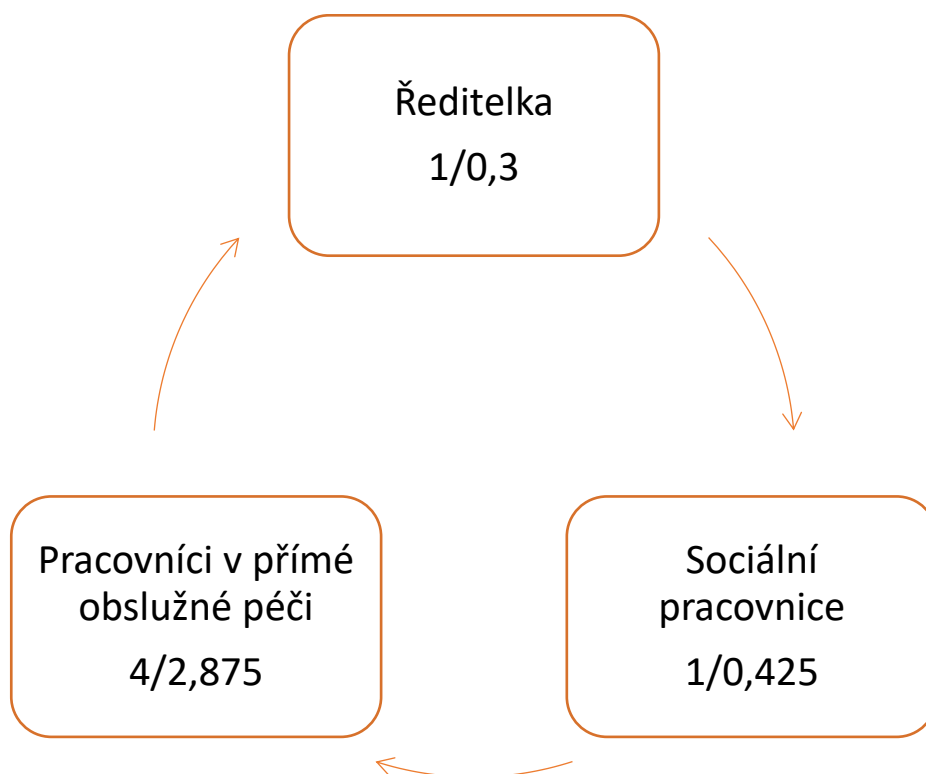 Ředitelka
1/0,3
Sociální
pracovnice
1/0,425
Pracovníci v přímé
obslužné péči
4/2,875